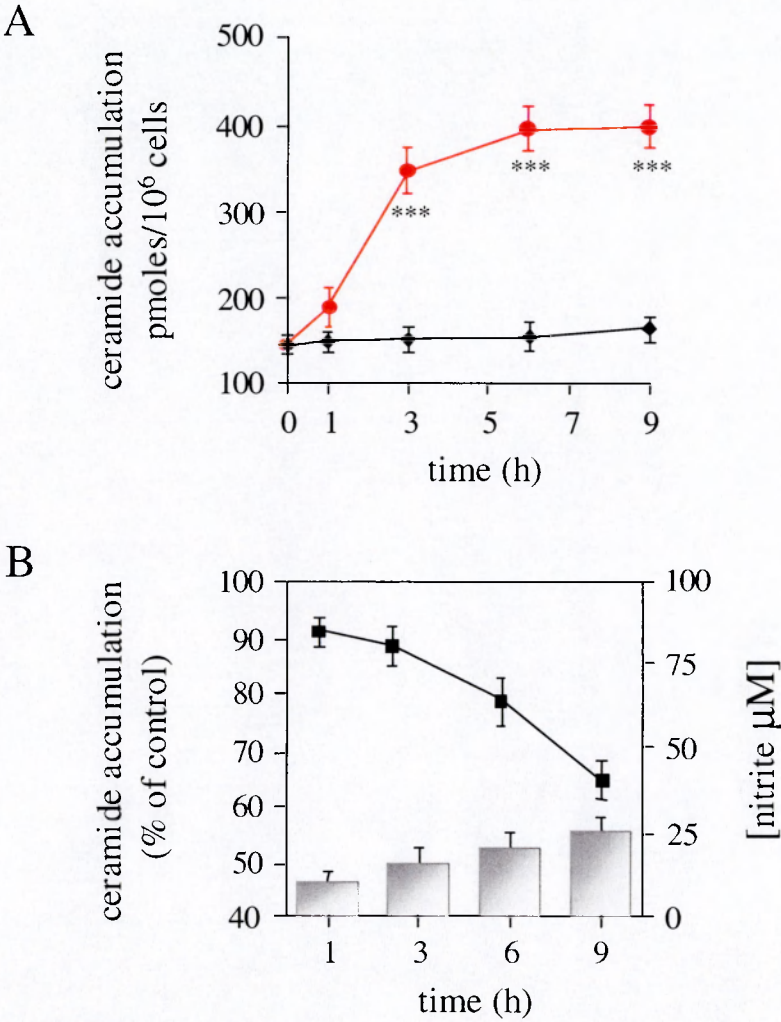 A
ceramide accumulation
pmoles/10⁶ cells
500
400
300
200
100
***
***
***
0 1 3 5 7 9
time (h)
B
ceramide accumulation
(% of control)
100
90
80
70
60
50
40
100
75
50
25
0
[nitrite µM]
1 3 6 9
time (h)